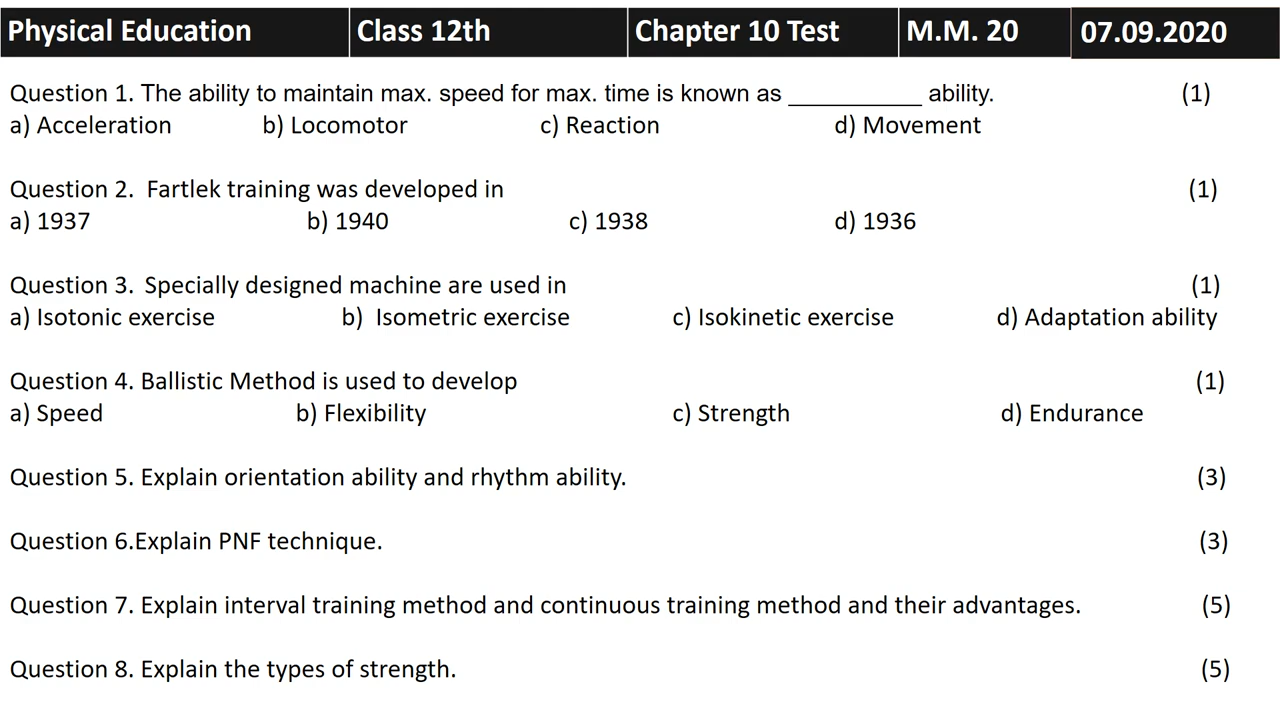 Physical Education Class 12th Chapter 10 Test M.M. 20 07.09.2020
Question 1. The ability to maintain max. speed for max. time is known as __________ ability. (1)
a) Acceleration b) Locomotor c) Reaction d) Movement
Question 2. Fartlek training was developed in (1)
a) 1937 b) 1940 c) 1938 d) 1936
Question 3. Specially designed machine are used in (1)
a) Isotonic exercise b) Isometric exercise c) Isokinetic exercise d) Adaptation ability
Question 4. Ballistic Method is used to develop (1)
a) Speed b) Flexibility c) Strength d) Endurance
Question 5. Explain orientation ability and rhythm ability. (3)
Question 6.Explain PNF technique. (3)
Question 7. Explain interval training method and continuous training method and their advantages. (5)
Question 8. Explain the types of strength. (5)